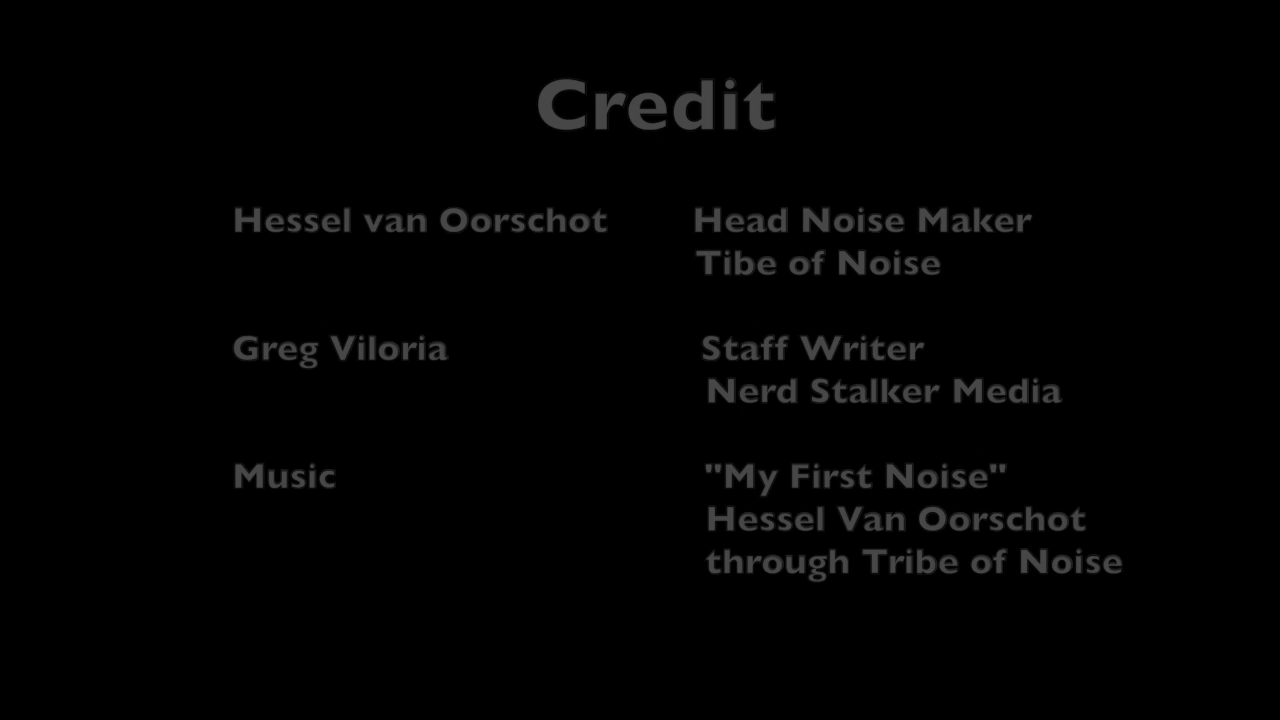 Credit
Hessel van Oorschot Head Noise Maker
Tibe of Noise
Greg Viloria Staff Writer
Nerd Stalker Media
Music "My First Noise"
Hessel Van Oorschot
through Tribe of Noise